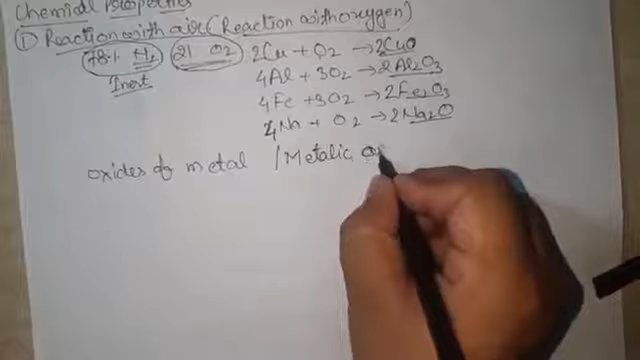 Chemical Properties
① Reaction with air (Reaction with oxygen)
78% N₂ 21 O₂ 2Cu + O₂ → 2CuO
Inert 4Al + 3O₂ → 2Al₂O₃
4Fe + 3O₂ → 2Fe₂O₃
4Na + O₂ → 2Na₂O
oxides of metal / Metalic